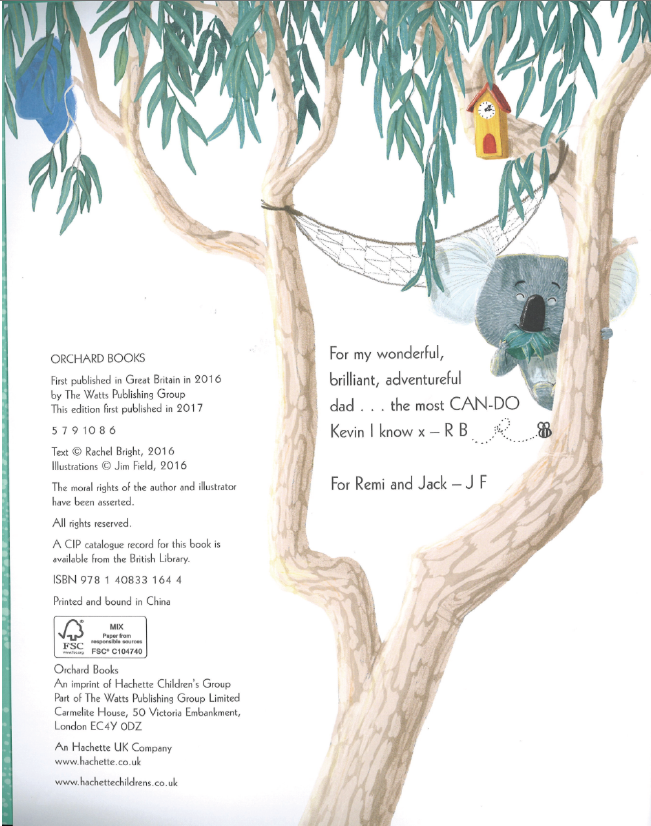 ORCHARD BOOKS
First published in Great Britain in 2016
by The Watts Publishing Group
This edition first published in 2017
5 7 9 10 8 6
Text © Rachel Bright, 2016
Illustrations © Jim Field, 2016
The moral rights of the author and illustrator
have been asserted.
All rights reserved.
A CIP catalogue record for this book is
available from the British Library.
ISBN 978 1 40833 164 4
Printed and bound in China
FSC®
MIX
Paper from
responsible sources
FSC® C104740
Orchard Books
An imprint of Hachette Children's Group
Part of The Watts Publishing Group Limited
Carmelite House, 50 Victoria Embankment,
London EC4Y 0DZ
An Hachette UK Company
www.hachette.co.uk
www.hachettechildrens.co.uk
For my wonderful,
brilliant, adventureful
dad . . . the most CAN-DO
Kevin I know x – R B
For Remi and Jack – J F